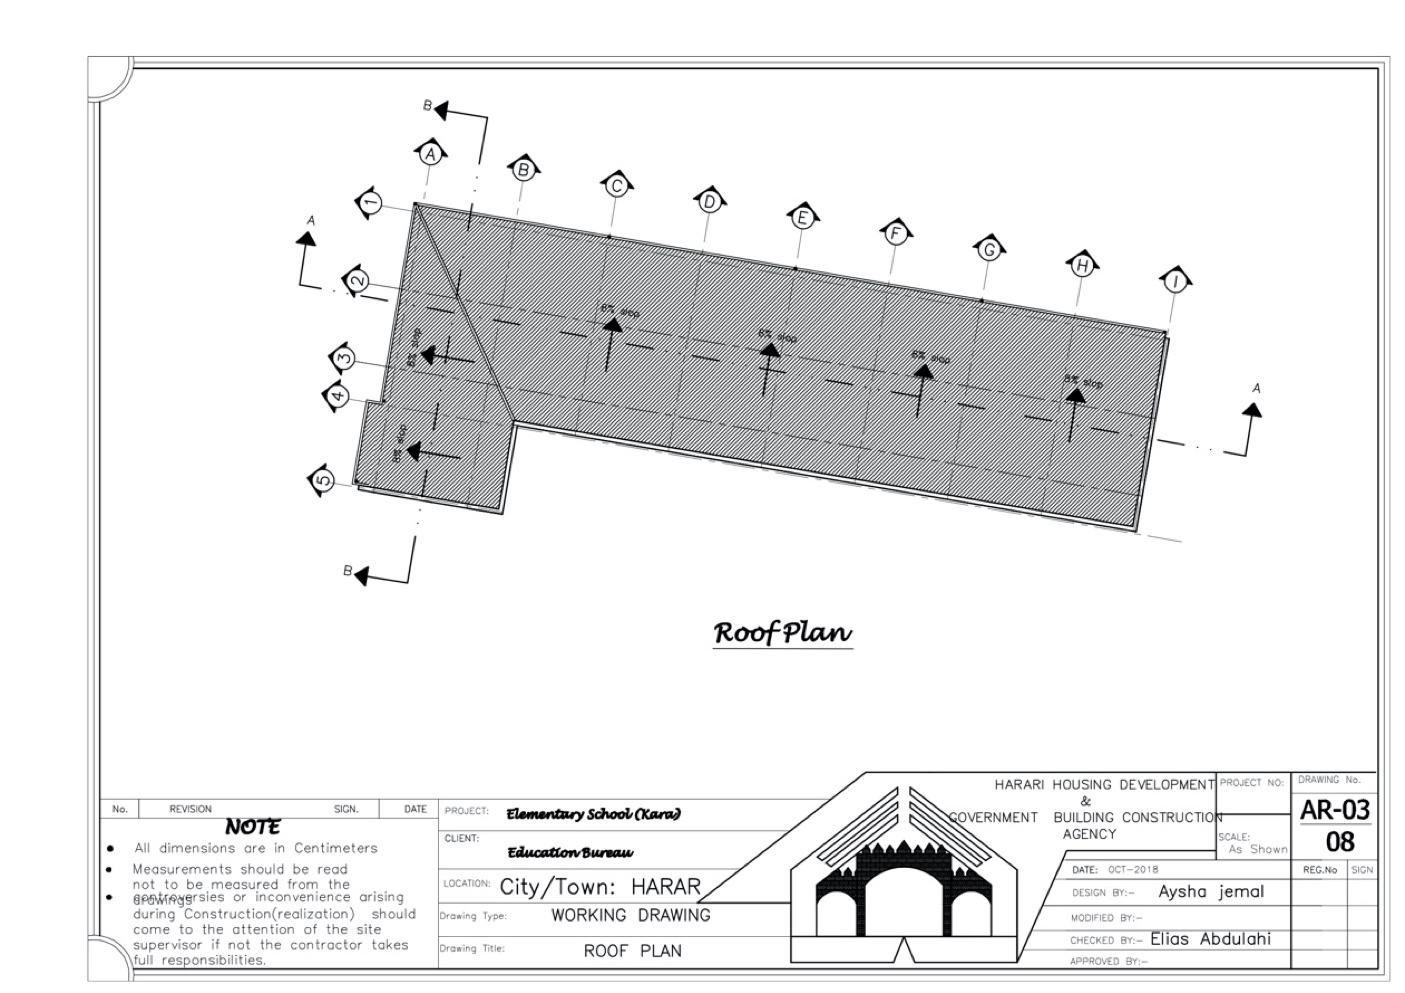 B
A
B
C
D
E
F
G
H
I
1
2
3
4
5
A
A
B
8% slop
8% slop
6% slop
6% slop
6% slop
8% slop
Roof Plan
No. REVISION SIGN. DATE
NOTE
All dimensions are in Centimeters
Measurements should be read
not to be measured from the
drawings
controversies or inconvenience arising
during Construction(realization) should
come to the attention of the site
supervisor if not the contractor takes
full responsibilities.
PROJECT: Elementary School (Kara)
CLIENT:
Education Bureau
LOCATION: City/Town: HARAR
Drawing Type: WORKING DRAWING
Drawing Title: ROOF PLAN
HARARI HOUSING DEVELOPMENT
&
GOVERNMENT BUILDING CONSTRUCTION
AGENCY
PROJECT NO:
SCALE:
As Shown
DRAWING No.
AR-03
08
DATE: OCT-2018
REG.No SIGN
DESIGN BY:- Aysha jemal
MODIFIED BY:-
CHECKED BY:- Elias Abdulahi
APPROVED BY:-